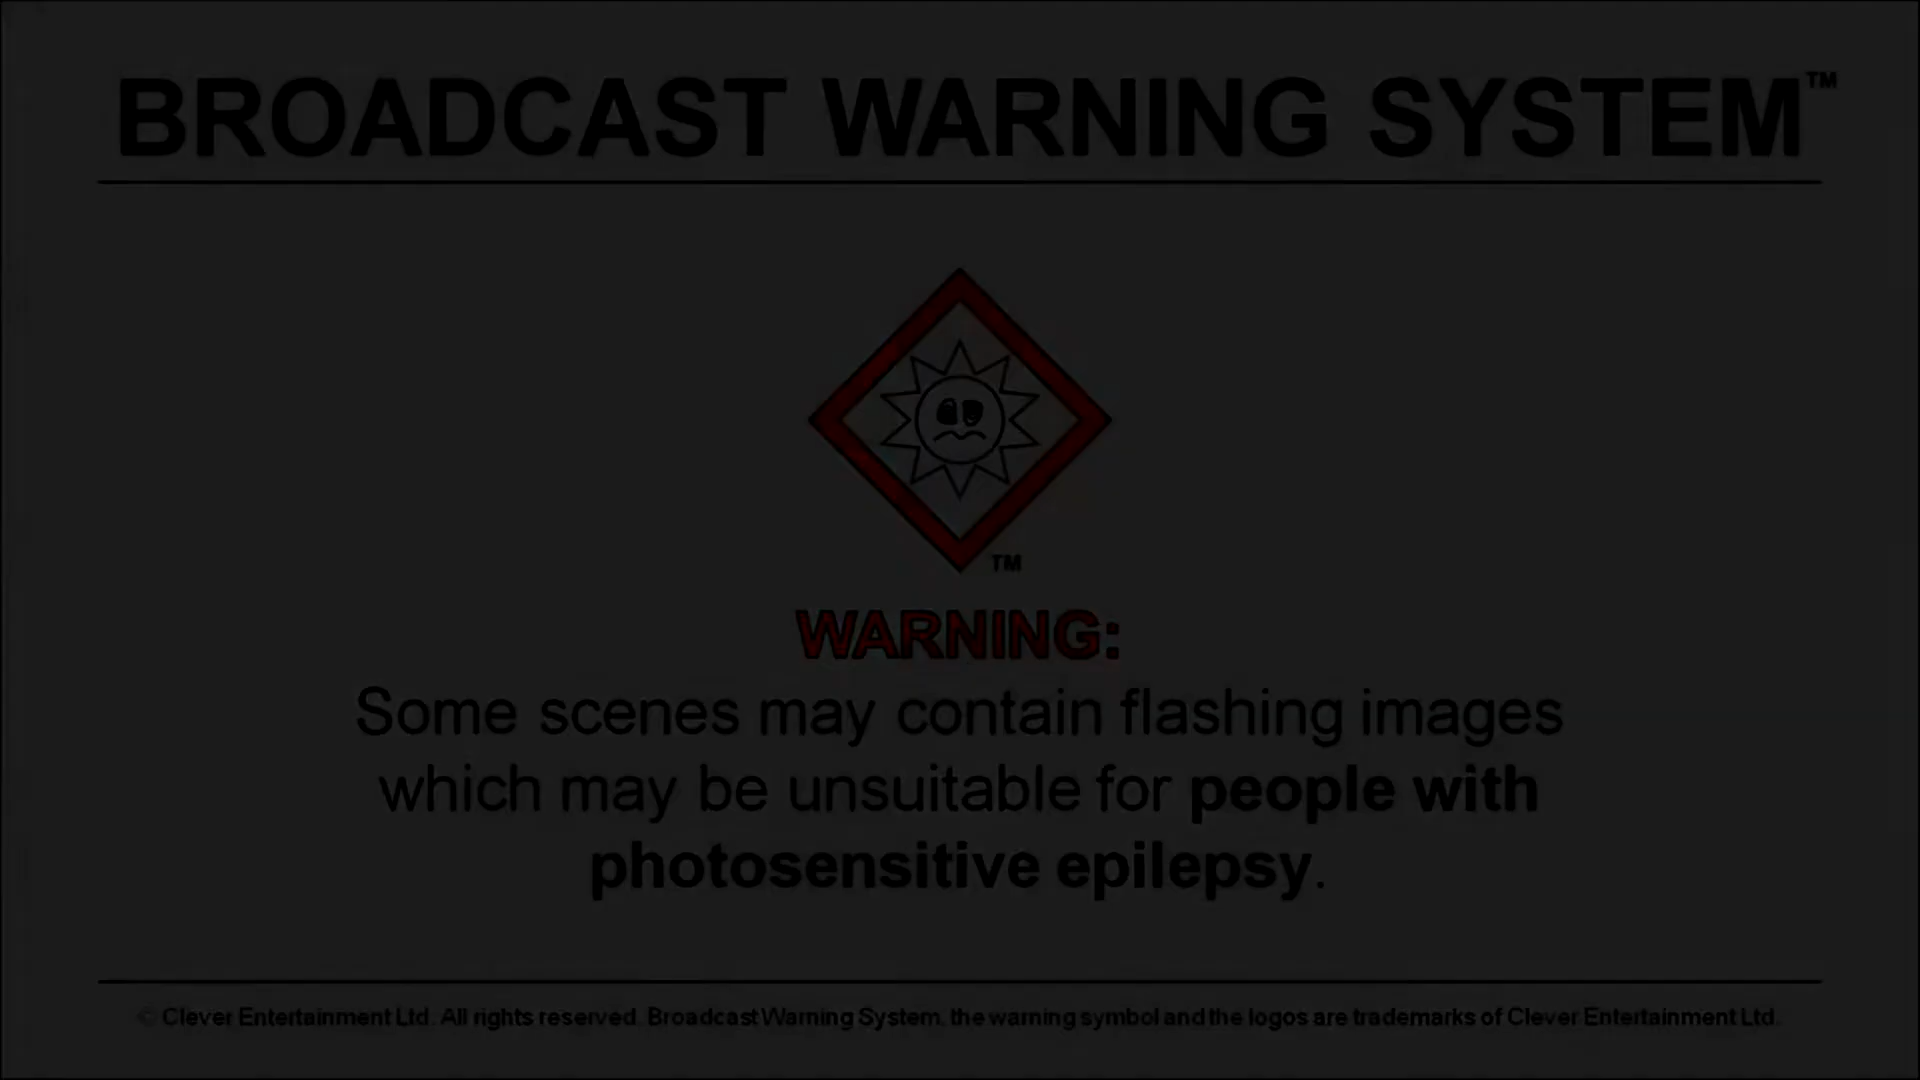 BROADCAST WARNING SYSTEM™
™
WARNING:
Some scenes may contain flashing images
which may be unsuitable for people with
photosensitive epilepsy.
© Clever Entertainment Ltd. All rights reserved. Broadcast Warning System, the warning symbol and the logos are trademarks of Clever Entertainment Ltd.